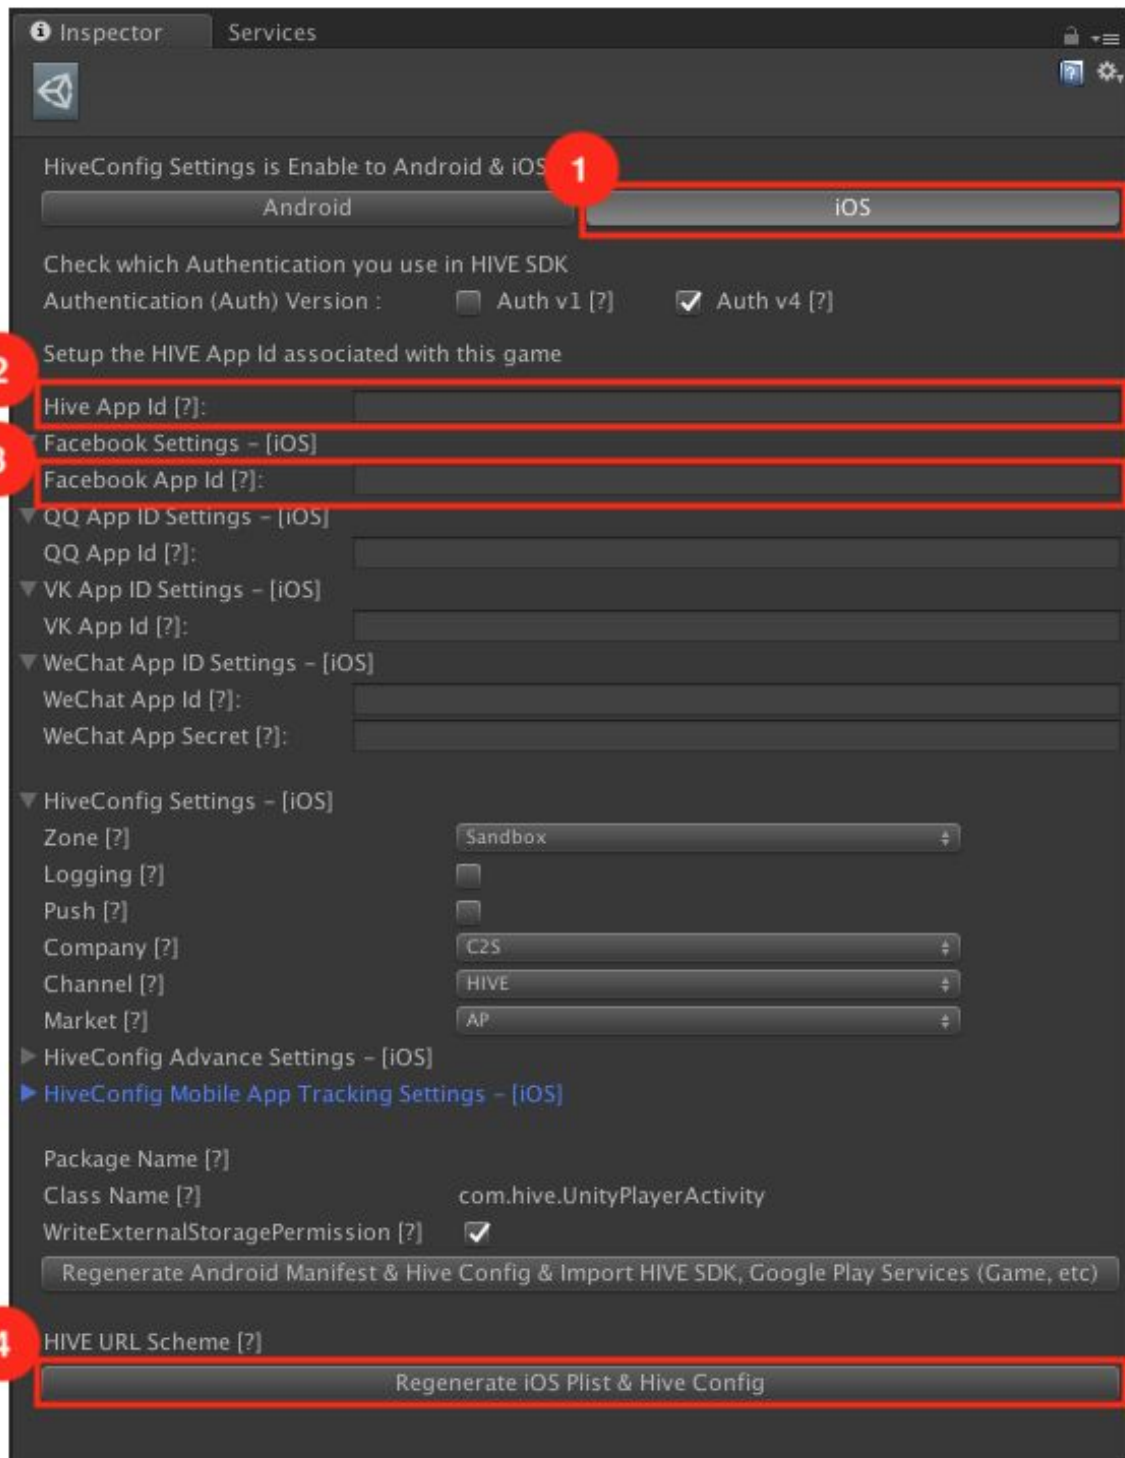 Inspector Services
HiveConfig Settings is Enable to Android & iOS
1
Android iOS
Check which Authentication you use in HIVE SDK
Authentication (Auth) Version : Auth v1 [?] Auth v4 [?]
Setup the HIVE App Id associated with this game
2
Hive App Id [?]:
Facebook Settings – [iOS]
3
Facebook App Id [?]:
QQ App ID Settings – [iOS]
QQ App Id [?]:
VK App ID Settings – [iOS]
VK App Id [?]:
WeChat App ID Settings – [iOS]
WeChat App Id [?]:
WeChat App Secret [?]:
HiveConfig Settings – [iOS]
Zone [?] Sandbox
Logging [?]
Push [?]
Company [?] C2S
Channel [?] HIVE
Market [?] AP
HiveConfig Advance Settings – [iOS]
HiveConfig Mobile App Tracking Settings – [iOS]
Package Name [?]
Class Name [?] com.hive.UnityPlayerActivity
WriteExternalStoragePermission [?]
Regenerate Android Manifest & Hive Config & Import HIVE SDK, Google Play Services (Game, etc)
4
HIVE URL Scheme [?]
Regenerate iOS Plist & Hive Config